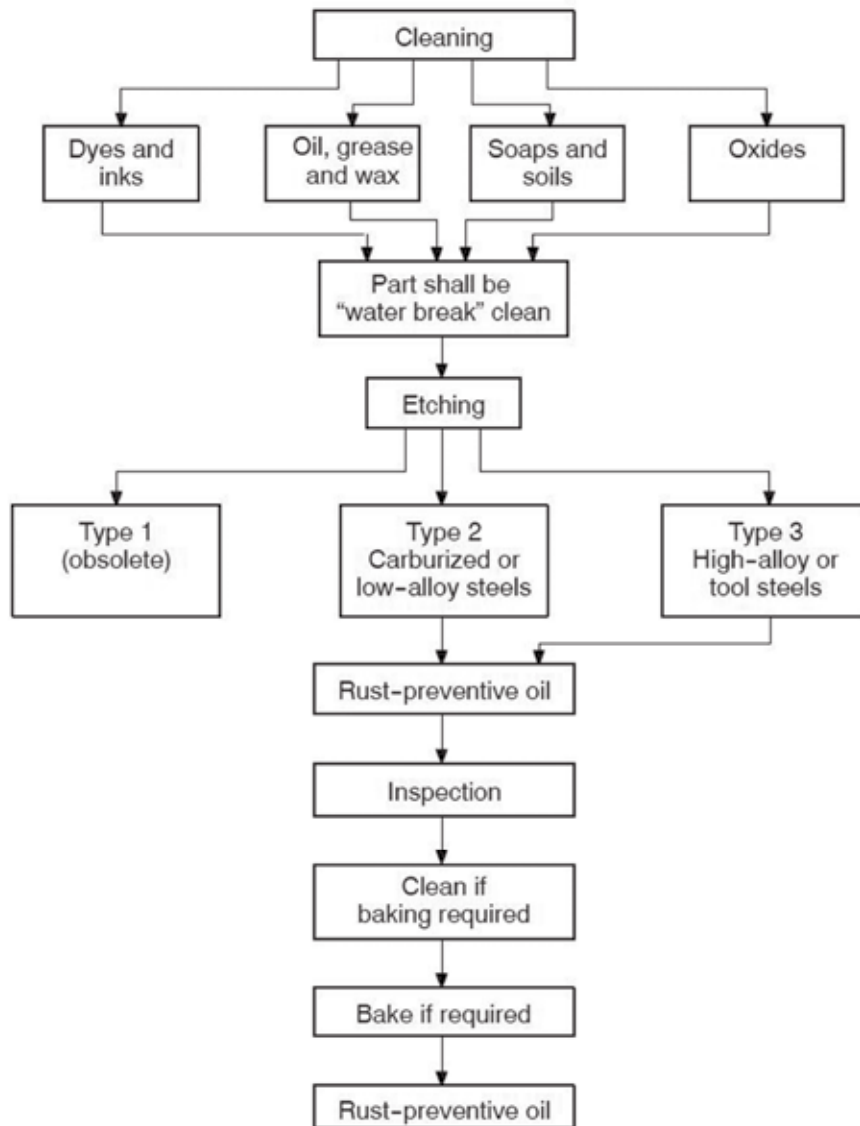 Cleaning
Dyes and
inks
Oil, grease
and wax
Soaps and
soils
Oxides
Part shall be
“water break” clean
Etching
Type 1
(obsolete)
Type 2
Carburized or
low-alloy steels
Type 3
High-alloy or
tool steels
Rust-preventive oil
Inspection
Clean if
baking required
Bake if required
Rust-preventive oil